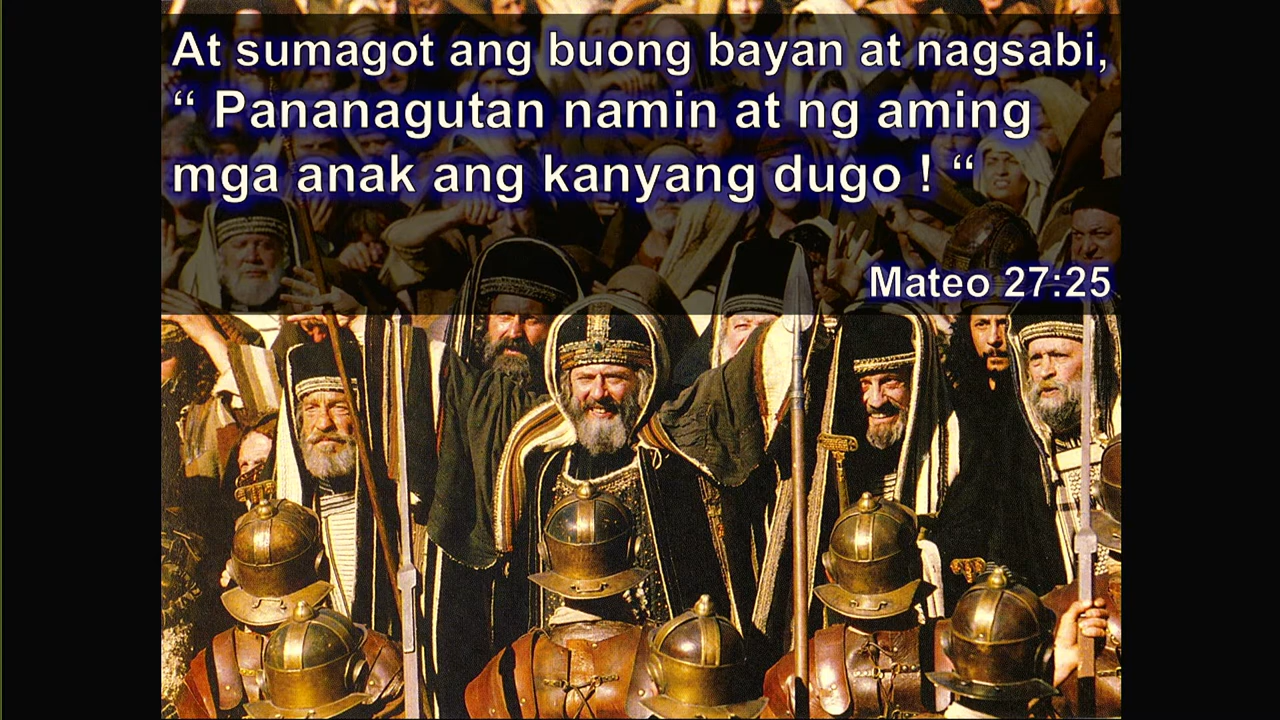 At sumagot ang buong bayan at nagsabi,
“ Pananagutan namin at ng aming
mga anak ang kanyang dugo ! “
Mateo 27:25